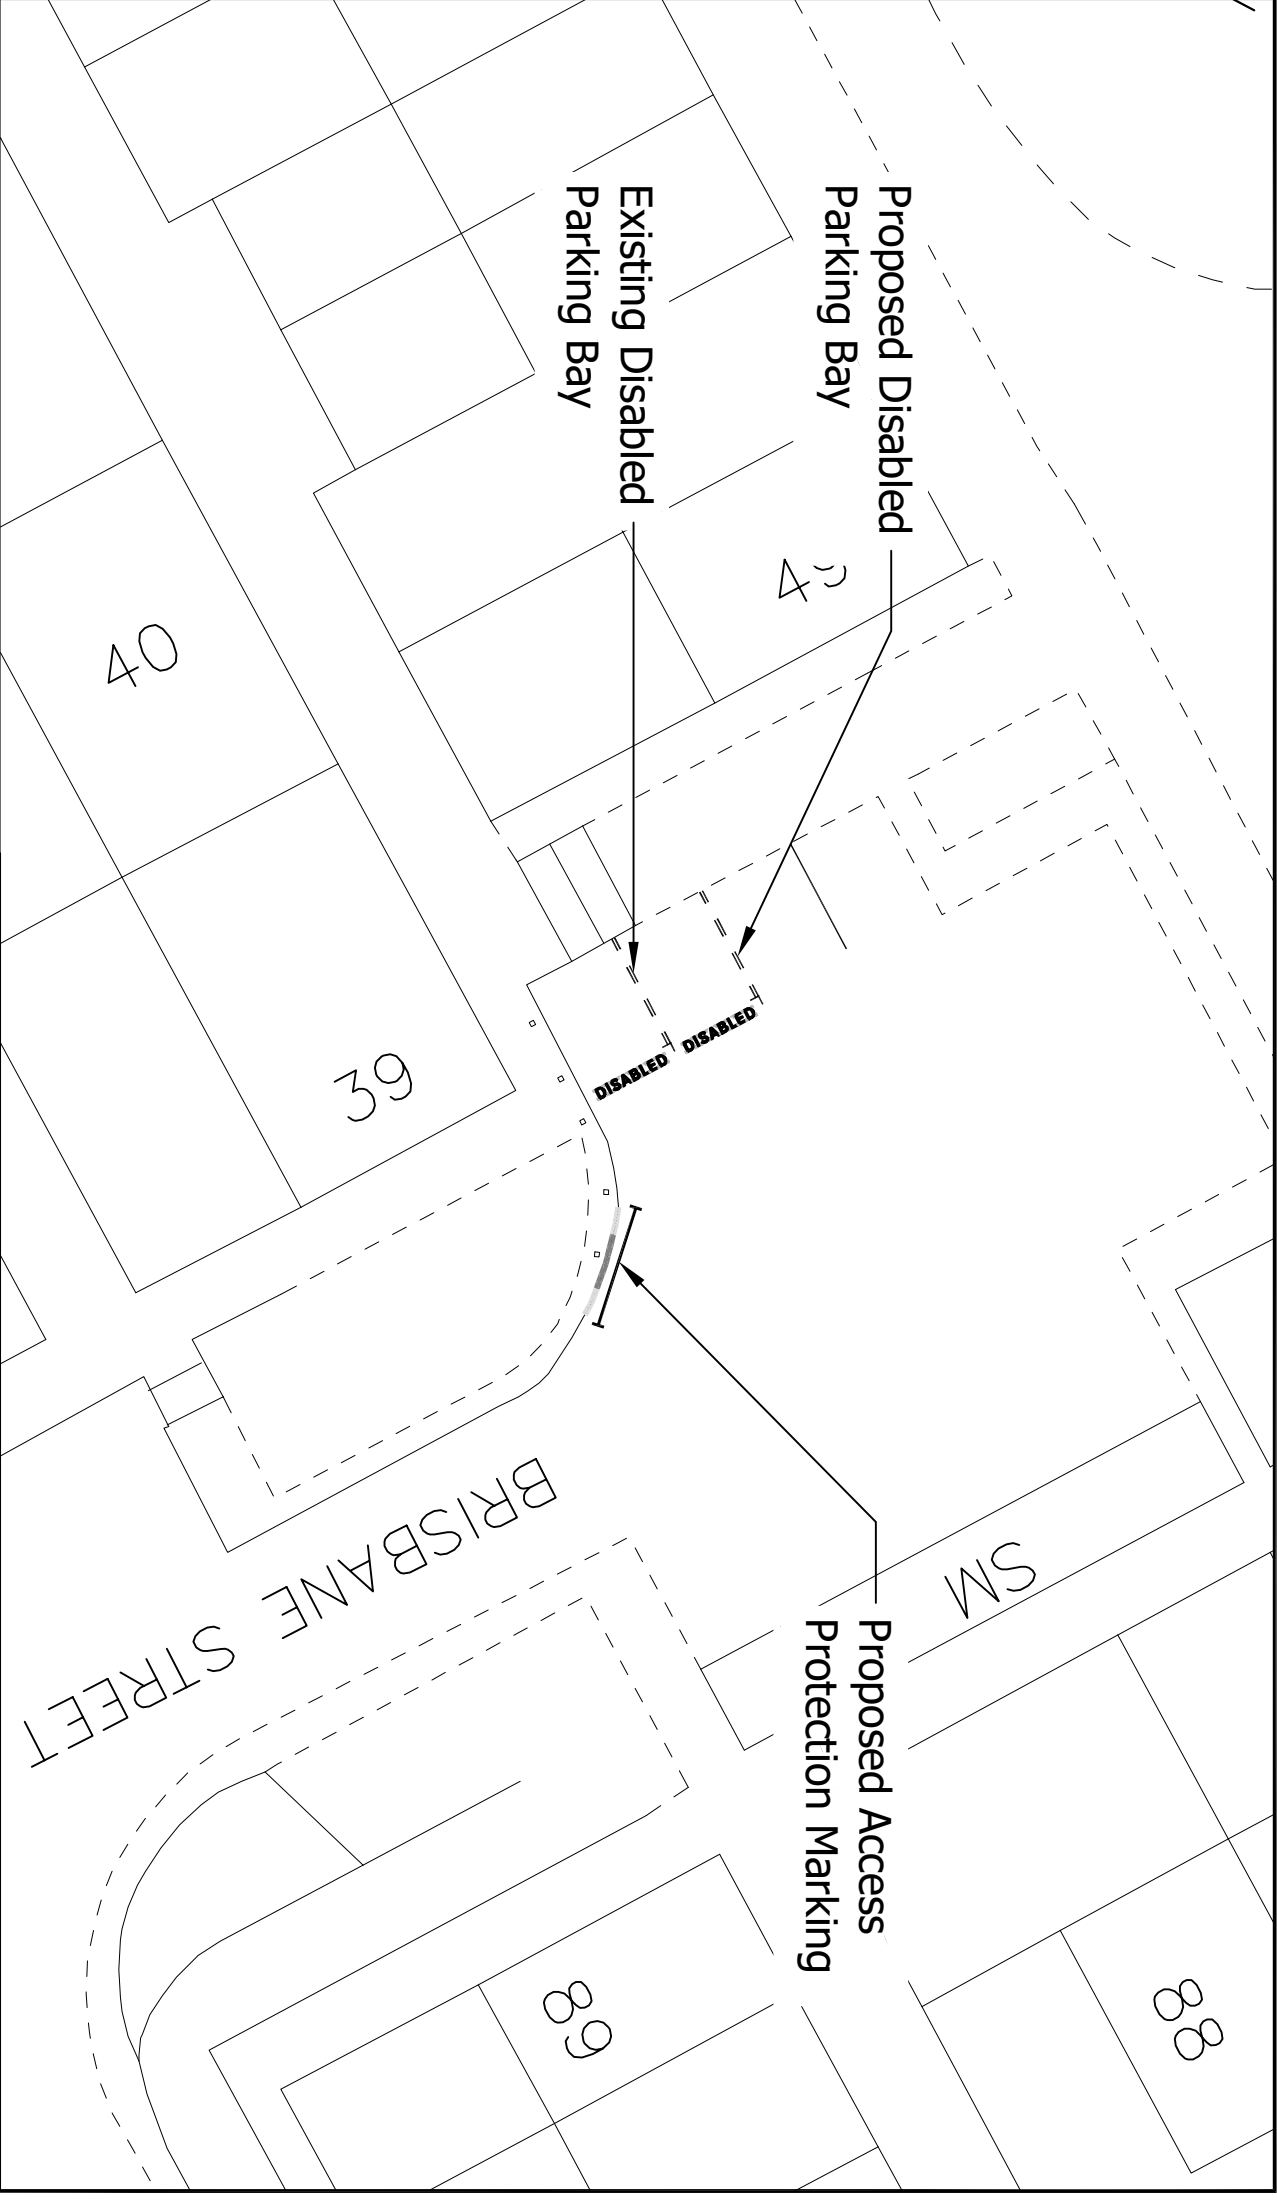 Proposed Disabled
Parking Bay
Existing Disabled
Parking Bay
40
39
DISABLED
DISABLED
Proposed Access
Protection Marking
BRISBANE STREET
SM
89
88